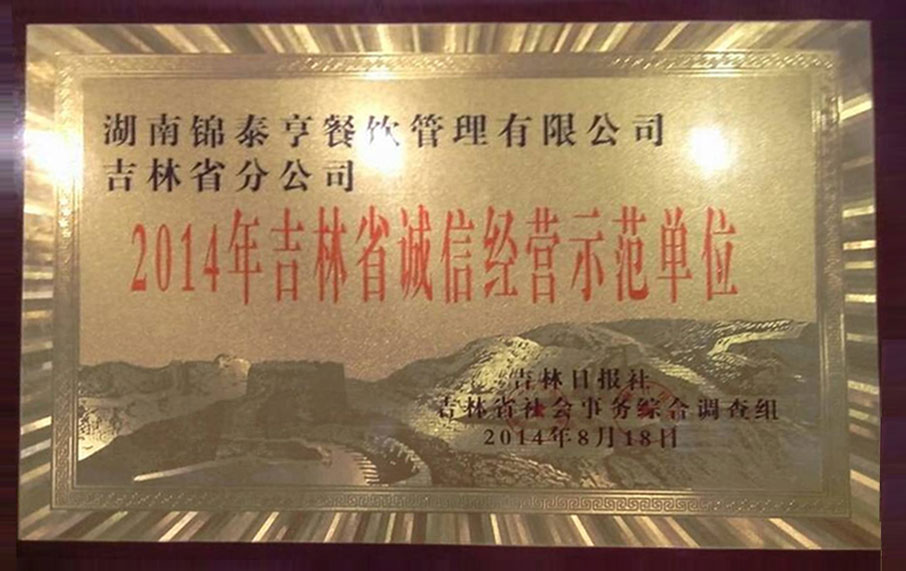 湖南锦泰亨餐饮管理有限公司
吉林省分公司
2014年吉林省诚信经营示范单位
吉林日报社
吉林省社会事务综合调查组
2014年8月18日